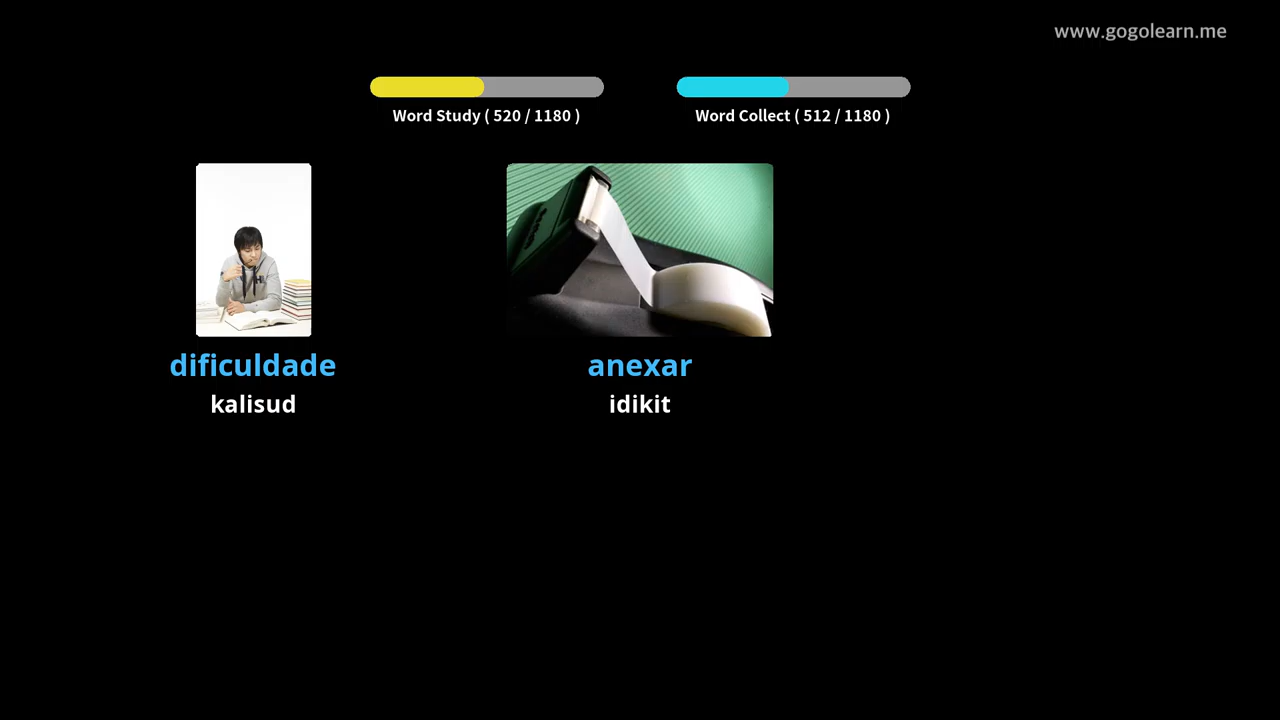 www.gogolearn.me
Word Study ( 520 / 1180 )
Word Collect ( 512 / 1180 )
dificuldade
kalisud
anexar
idikit